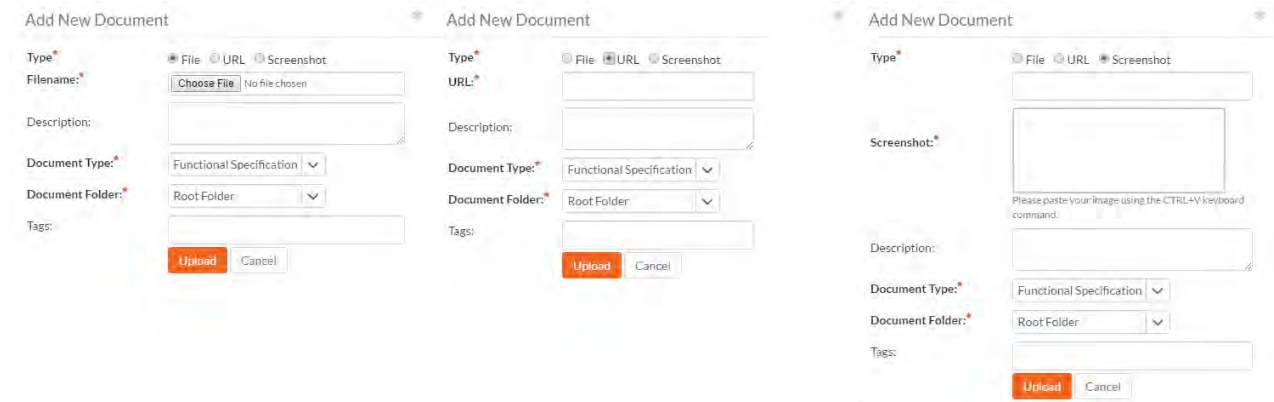 Add New Document
Type*
File URL Screenshot
Filename:*
Choose File No file chosen
Description:
Document Type:*
Functional Specification
Document Folder:*
Root Folder
Tags:
Upload Cancel
Add New Document
Type*
File URL Screenshot
URL:*
Description:
Document Type:*
Functional Specification
Document Folder:*
Root Folder
Tags:
Upload Cancel
Add New Document
Type*
File URL Screenshot
Screenshot:*
Please paste your image using the CTRL+V keyboard
command.
Description:
Document Type:*
Functional Specification
Document Folder:*
Root Folder
Tags:
Upload Cancel